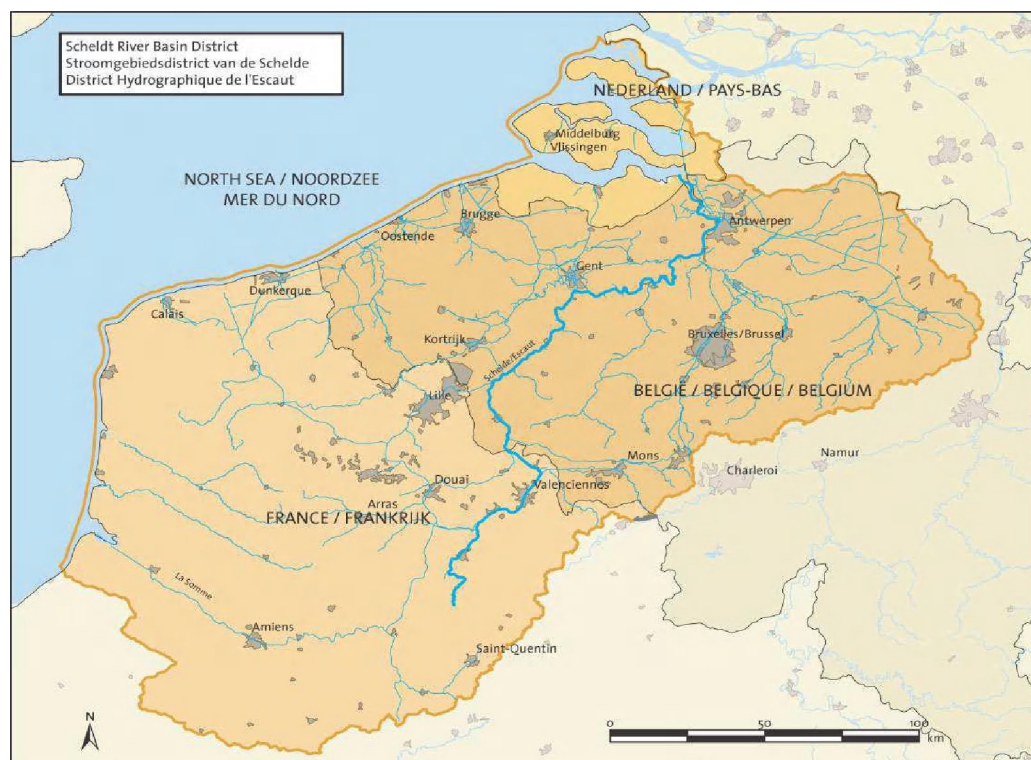 Scheldt River Basin District
Stroomgebiedsdistrict van de Schelde
District Hydrographique de l'Escaut
NEDERLAND / PAYS-BAS
Middelburg
Vlissingen
NORTH SEA / NOORDZEE
MER DU NORD
Brugge
Antwerpen
Oostende
Gent
Dunkerque
Calais
Bruxelles/Brussel
Kortrijk
Schelde/Escaut
Lille
BELGIË / BELGIQUE / BELGIUM
Mons
Namur
Charleroi
Douai
Valenciennes
Arras
FRANCE / FRANKRIJK
La Somme
Amiens
Saint-Quentin
N
0 50 100
km